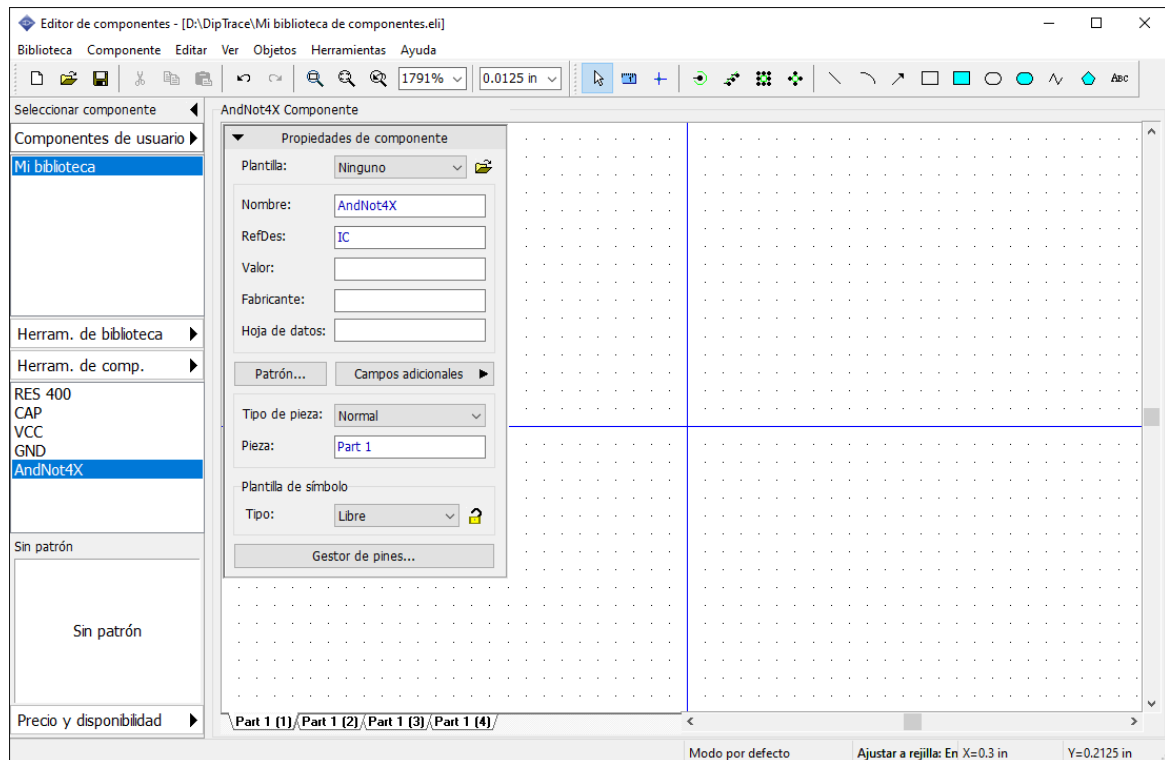 Editor de componentes - [D:\DipTrace\Mi biblioteca de componentes.eli]
Biblioteca Componente Editar Ver Objetos Herramientas Ayuda
1791% 0.0125 in ABC
Seleccionar componente
Componentes de usuario
Mi biblioteca
Herram. de biblioteca
Herram. de comp.
RES 400
CAP
VCC
GND
AndNot4X
Sin patrón
Sin patrón
Precio y disponibilidad
AndNot4X Componente
Propiedades de componente
Plantilla: Ninguno
Nombre: AndNot4X
RefDes: IC
Valor:
Fabricante:
Hoja de datos:
Patrón... Campos adicionales
Tipo de pieza: Normal
Pieza: Part 1
Plantilla de símbolo
Tipo: Libre
Gestor de pines...
Part 1 (1) Part 1 (2) Part 1 (3) Part 1 (4)
Modo por defecto Ajustar a rejilla: En X=0.3 in Y=0.2125 in